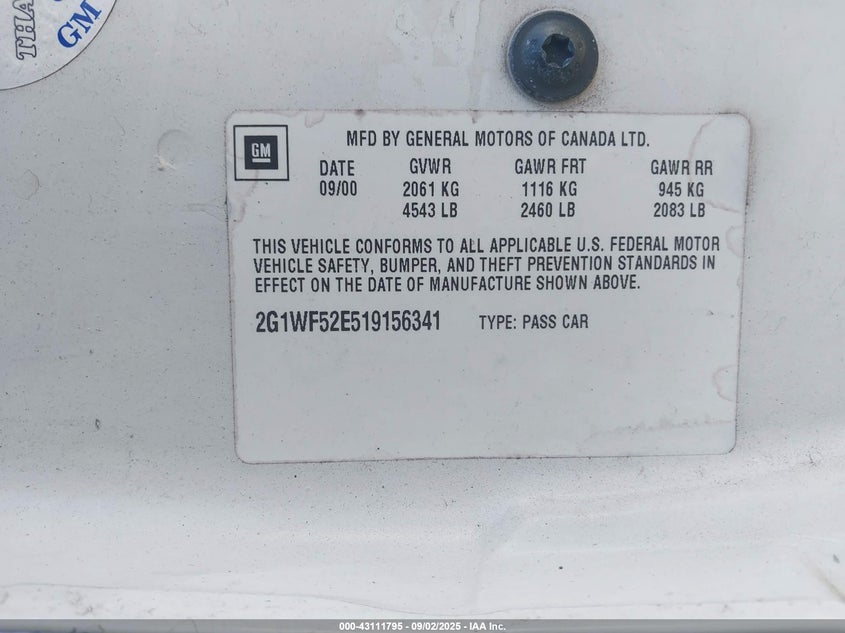 THA
GM
GM
MFD BY GENERAL MOTORS OF CANADA LTD.
DATE GVWR GAWR FRT GAWR RR
09/00 2061 KG 1116 KG 945 KG
4543 LB 2460 LB 2083 LB
THIS VEHICLE CONFORMS TO ALL APPLICABLE U.S. FEDERAL MOTOR
VEHICLE SAFETY, BUMPER, AND THEFT PREVENTION STANDARDS IN
EFFECT ON THE DATE OF MANUFACTURE SHOWN ABOVE.
2G1WF52E519156341 TYPE: PASS CAR
000-43111795 - 09/02/2025 - IAA Inc.